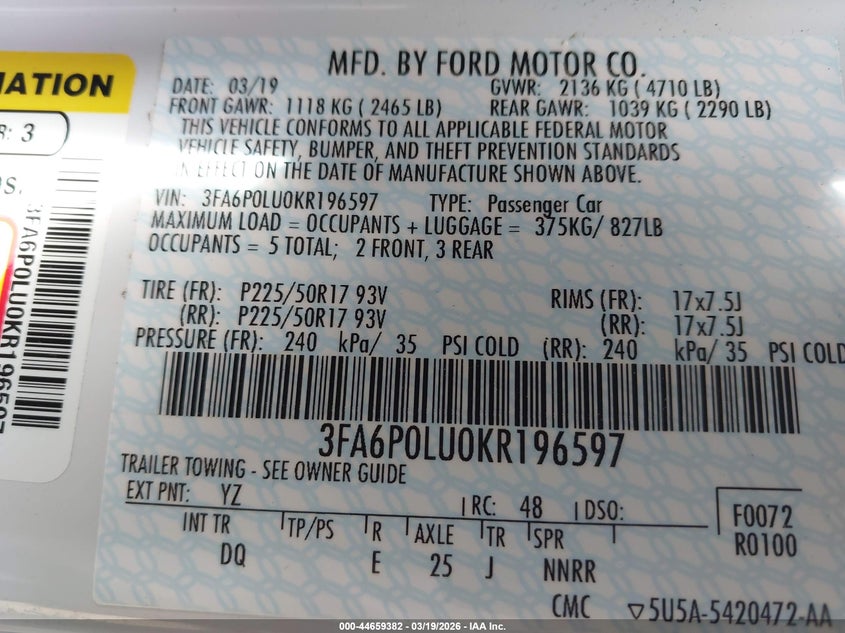 MATION
R: 3
3FA6P0LU0KR196597
MFD. BY FORD MOTOR CO.
DATE: 03/19 GVWR: 2136 KG ( 4710 LB)
FRONT GAWR: 1118 KG ( 2465 LB) REAR GAWR: 1039 KG ( 2290 LB)
THIS VEHICLE CONFORMS TO ALL APPLICABLE FEDERAL MOTOR
VEHICLE SAFETY, BUMPER, AND THEFT PREVENTION STANDARDS
IN EFFECT ON THE DATE OF MANUFACTURE SHOWN ABOVE.
VIN: 3FA6P0LU0KR196597 TYPE: Passenger Car
MAXIMUM LOAD = OCCUPANTS + LUGGAGE = 375KG/ 827LB
OCCUPANTS = 5 TOTAL; 2 FRONT, 3 REAR
TIRE (FR): P225/50R17 93V RIMS (FR): 17x7.5J
(RR): P225/50R17 93V (RR): 17x7.5J
PRESSURE (FR): 240 kPa/ 35 PSI COLD (RR): 240 kPa/ 35 PSI COLD
3FA6P0LU0KR196597
TRAILER TOWING - SEE OWNER GUIDE
EXT PNT: YZ RC: 48 DSO: F0072
INT TR TP/PS R AXLE TR SPR R0100
DQ E 25 J NNRR
CMC ▽5U5A-5420472-AA
000-44659382 - 03/19/2026 - IAA Inc.